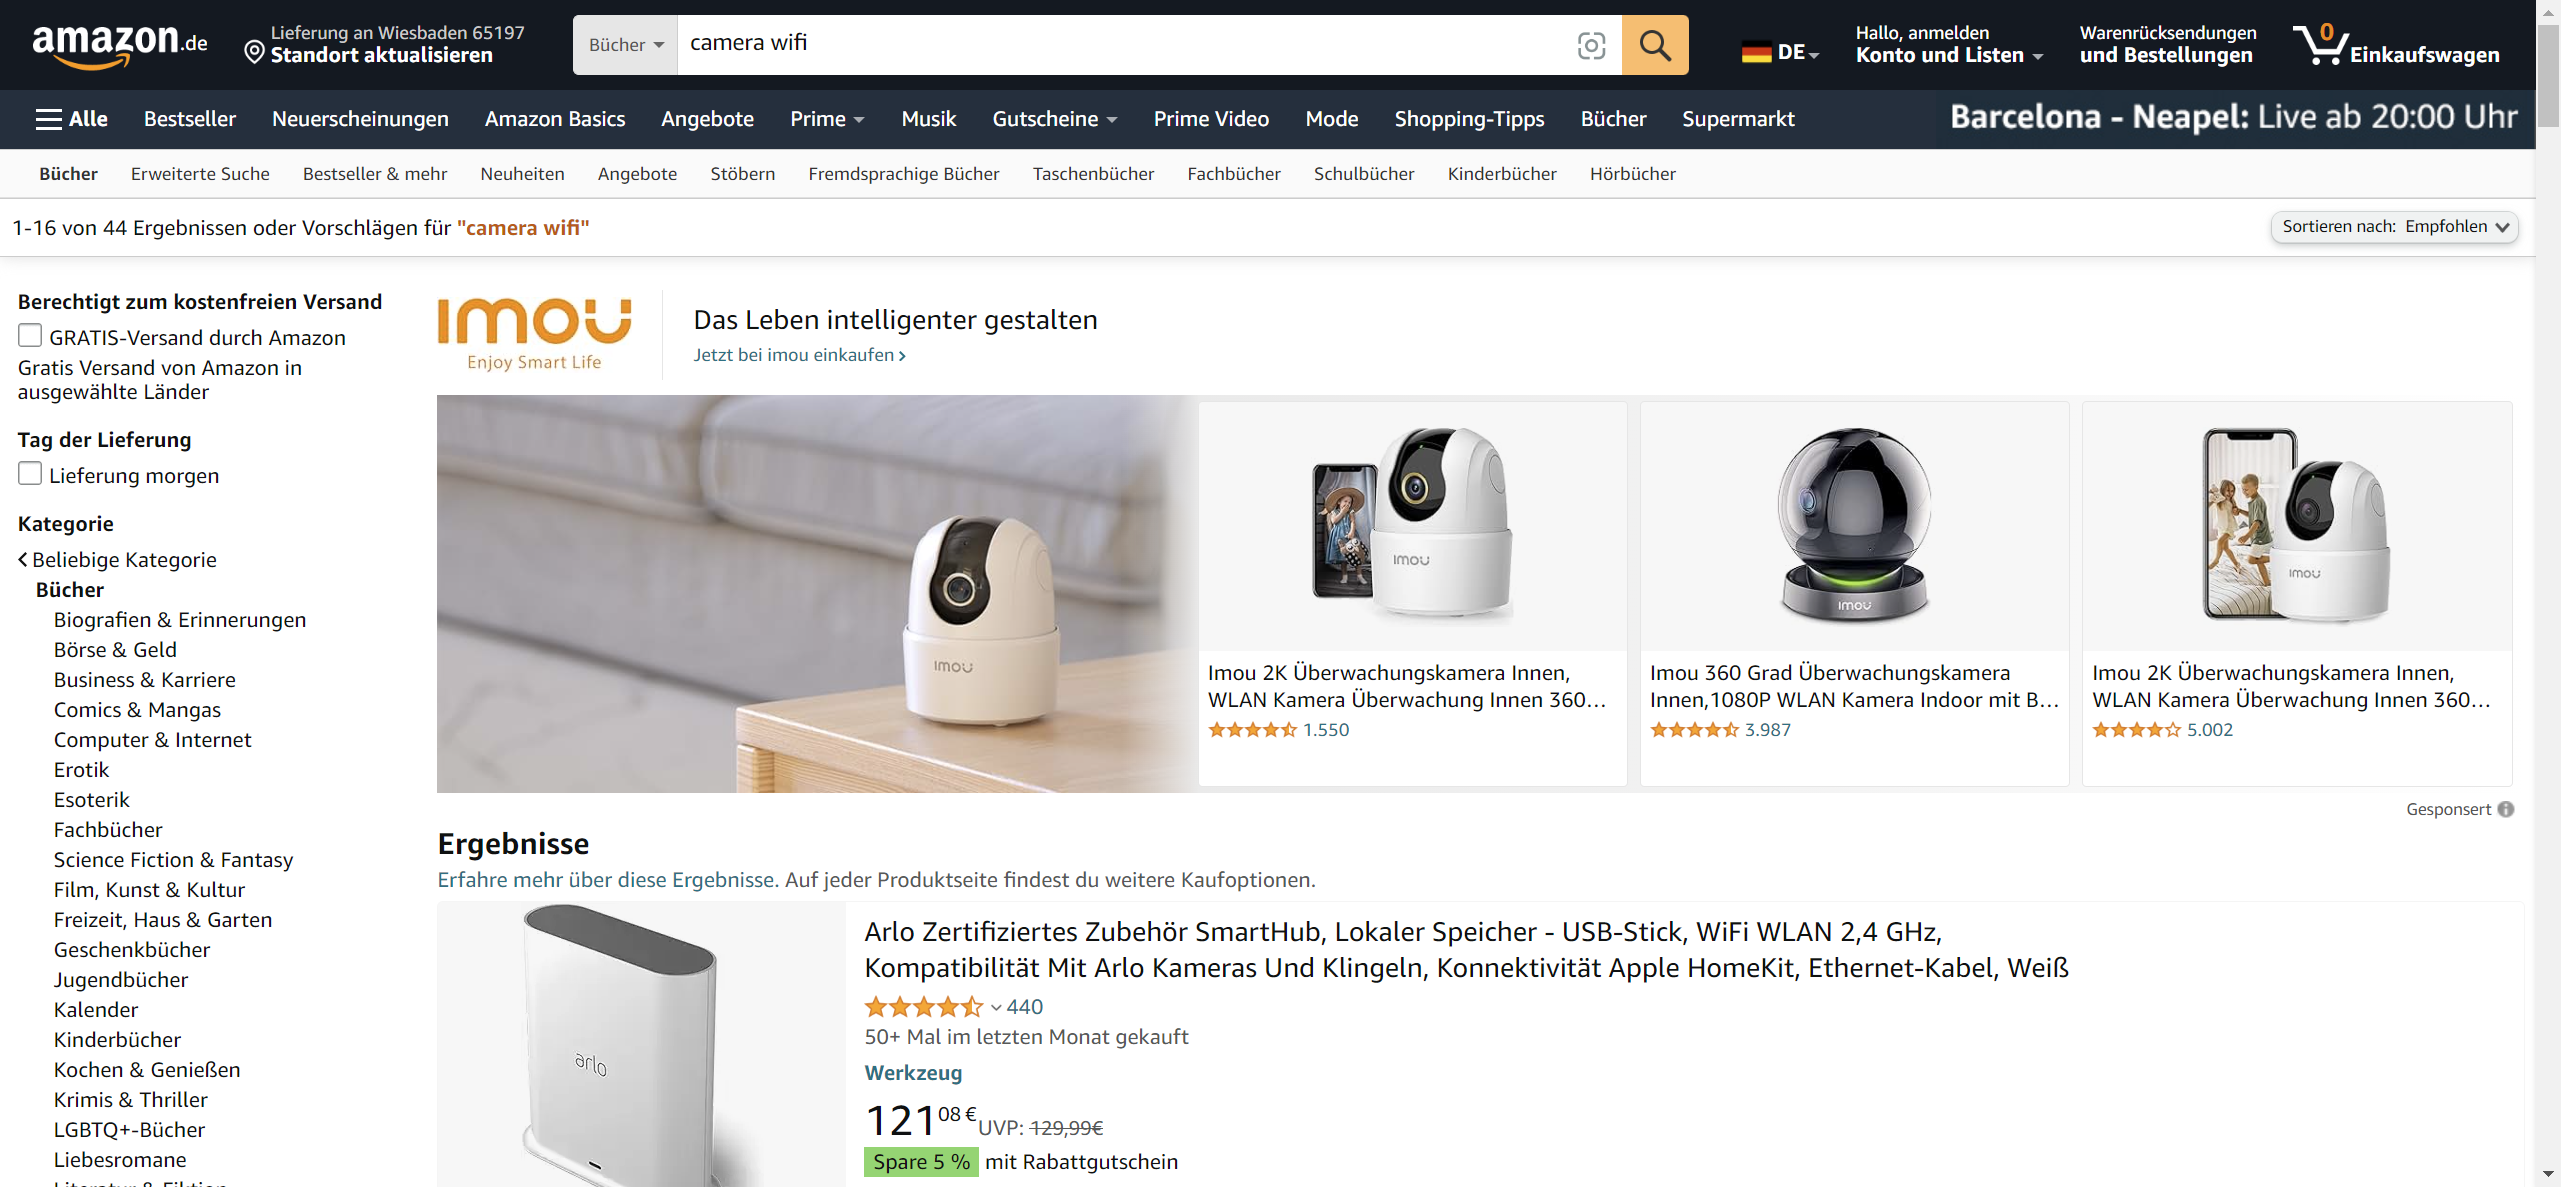 amazon.de
Lieferung an Wiesbaden 65197
Standort aktualisieren
Bücher
camera wifi
DE
Hallo, anmelden
Konto und Listen
Warenrücksendungen
und Bestellungen
0
Einkaufswagen
Alle
Bestseller
Neuerscheinungen
Amazon Basics
Angebote
Prime
Musik
Gutscheine
Prime Video
Mode
Shopping-Tipps
Bücher
Supermarkt
Barcelona - Neapel: Live ab 20:00 Uhr
Bücher
Erweiterte Suche
Bestseller & mehr
Neuheiten
Angebote
Stöbern
Fremdsprachige Bücher
Taschenbücher
Fachbücher
Schulbücher
Kinderbücher
Hörbücher
1-16 von 44 Ergebnissen oder Vorschlägen für "camera wifi"
Sortieren nach: Empfohlen
Berechtigt zum kostenfreien Versand
GRATIS-Versand durch Amazon
Gratis Versand von Amazon in
ausgewählte Länder
Tag der Lieferung
Lieferung morgen
Kategorie
Beliebige Kategorie
Bücher
Biografien & Erinnerungen
Börse & Geld
Business & Karriere
Comics & Mangas
Computer & Internet
Erotik
Esoterik
Fachbücher
Science Fiction & Fantasy
Film, Kunst & Kultur
Freizeit, Haus & Garten
Geschenkbücher
Jugendbücher
Kalender
Kinderbücher
Kochen & Genießen
Krimis & Thriller
LGBTQ+-Bücher
Liebesromane
imou
Enjoy Smart Life
Das Leben intelligenter gestalten
Jetzt bei imou einkaufen
imou
imou
imou
imou
Imou 2K Überwachungskamera Innen,
WLAN Kamera Überwachung Innen 360…
1.550
Imou 360 Grad Überwachungskamera
Innen,1080P WLAN Kamera Indoor mit B…
3.987
Imou 2K Überwachungskamera Innen,
WLAN Kamera Überwachung Innen 360…
5.002
Gesponsert
Ergebnisse
Erfahre mehr über diese Ergebnisse. Auf jeder Produktseite findest du weitere Kaufoptionen.
arlo
Arlo Zertifiziertes Zubehör SmartHub, Lokaler Speicher - USB-Stick, WiFi WLAN 2,4 GHz,
Kompatibilität Mit Arlo Kameras Und Klingeln, Konnektivität Apple HomeKit, Ethernet-Kabel, Weiß
440
50+ Mal im letzten Monat gekauft
Werkzeug
121 08 € UVP: 129,99€
Spare 5 % mit Rabattgutschein